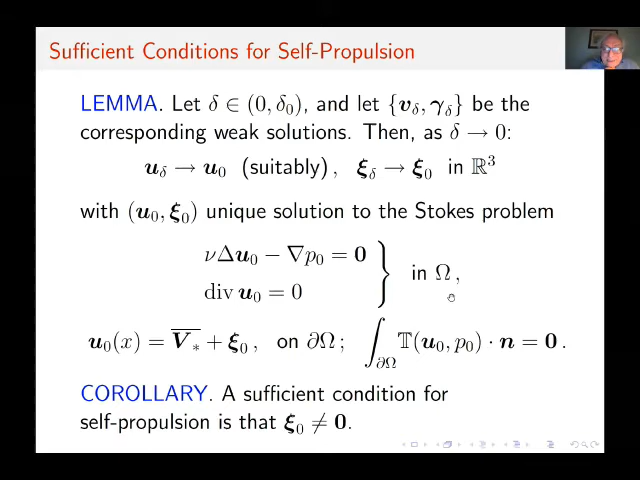 Sufficient Conditions for Self-Propulsion
LEMMA. Let δ ∈ (0, δ₀), and let {𝒗_δ, 𝜸_δ} be the
corresponding weak solutions. Then, as δ → 0:
𝒖_δ → 𝒖₀ (suitably), 𝝃_δ → 𝝃₀ in ℝ³
with (𝒖₀, 𝝃₀) unique solution to the Stokes problem
νΔ𝒖₀ − ∇p₀ = 𝟎
div 𝒖₀ = 0
} in Ω,
𝒖₀(x) = \overline{𝑽_*} + 𝝃₀, on ∂Ω; ∫_{∂Ω} 𝕋(𝒖₀, p₀) · 𝒏 = 𝟎.
COROLLARY. A sufficient condition for
self-propulsion is that 𝝃₀ ≠ 𝟎.